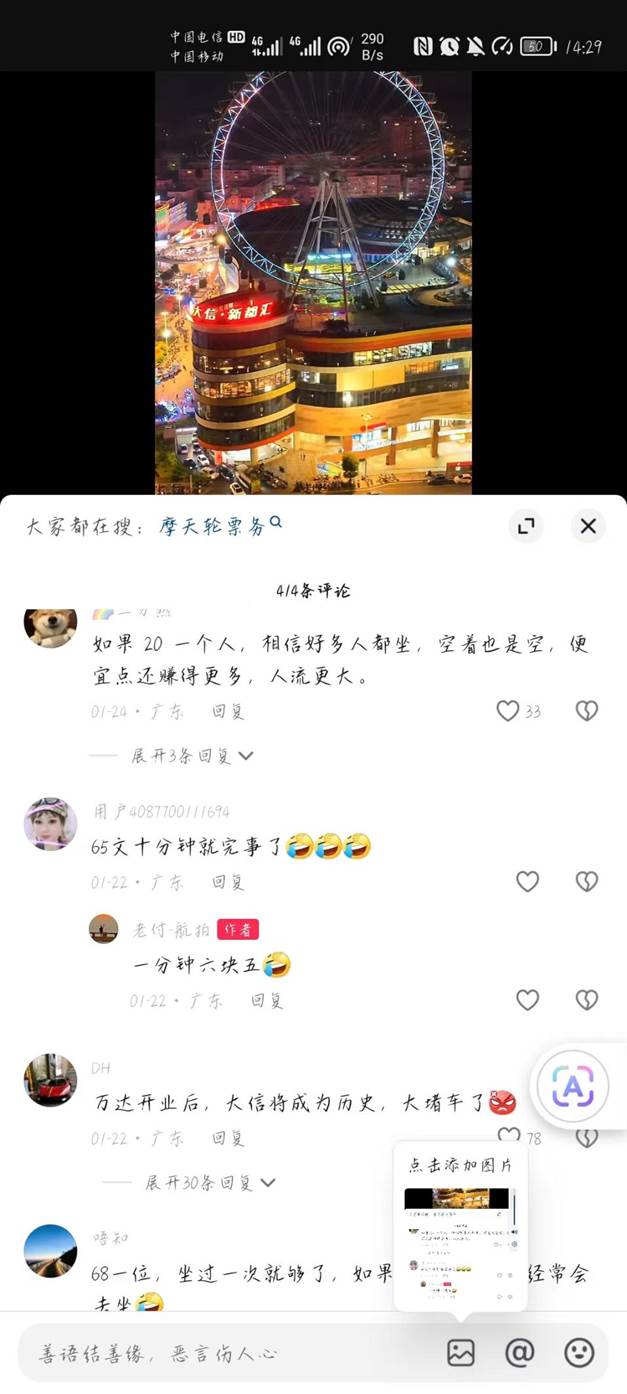 中国电信HD
中国移动
4G
4G
290
B/s
50
14:29
大信·新都汇
大家都在搜：摩天轮票务
414条评论
如果 20 一个人，相信好多人都坐，空着也是空，便
宜点还赚得更多，人流更大。
01-24·广东 回复
33
展开3条回复
用户4087700111694
65文十分钟就完事了🤣🤣🤣
01-22·广东 回复
老付-航拍 作者
一分钟六块五🤣
01-22·广东 回复
A
DH
万达开业后，大信将成为历史，大堵车了😡
01-22·广东 回复
78
点击添加图片
展开30条回复
唔知
68一位，坐过一次就够了，如果
经常会
去坐🤣
善语结善缘，恶言伤人心